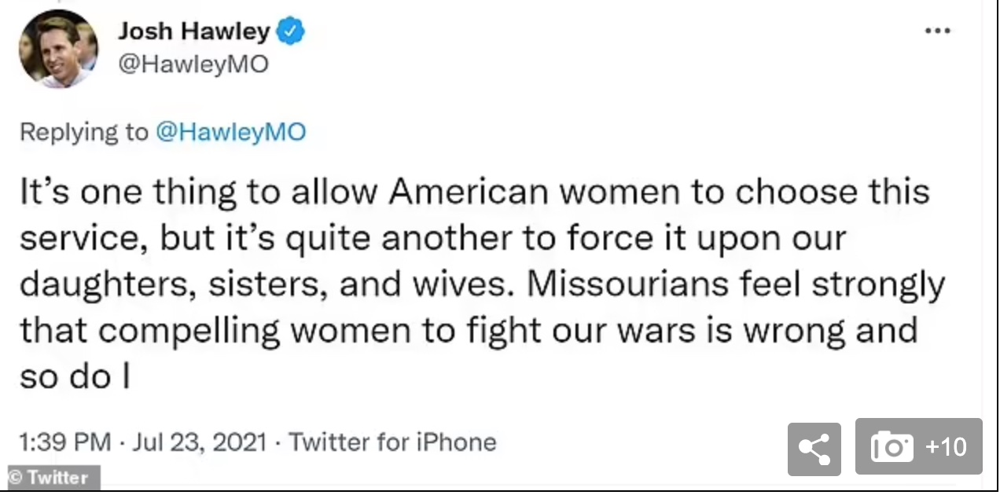 Josh Hawley
@HawleyMO
Replying to @HawleyMO
It’s one thing to allow American women to choose this
service, but it’s quite another to force it upon our
daughters, sisters, and wives. Missourians feel strongly
that compelling women to fight our wars is wrong and
so do I
1:39 PM · Jul 23, 2021 · Twitter for iPhone
+10
© Twitter